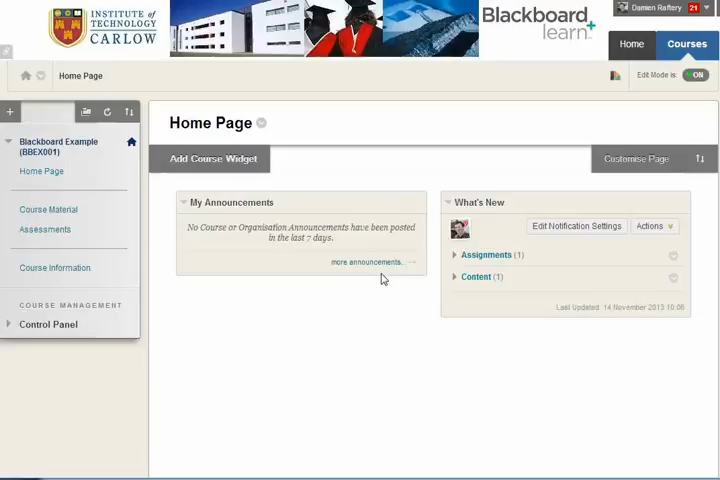 INSTITUTE of
TECHNOLOGY
CARLOW
Blackboard
learn+
Damien Raftery 21
Home
Courses
Home Page
Edit Mode is: ON
Blackboard Example
(BBEX001)
Home Page
Course Material
Assessments
Course Information
COURSE MANAGEMENT
Control Panel
Home Page
Add Course Widget
Customise Page
My Announcements
No Course or Organisation Announcements have been posted
in the last 7 days.
more announcements...
What's New
Edit Notification Settings
Actions
Assignments (1)
Content (1)
Last Updated: 14 November 2013 10:06